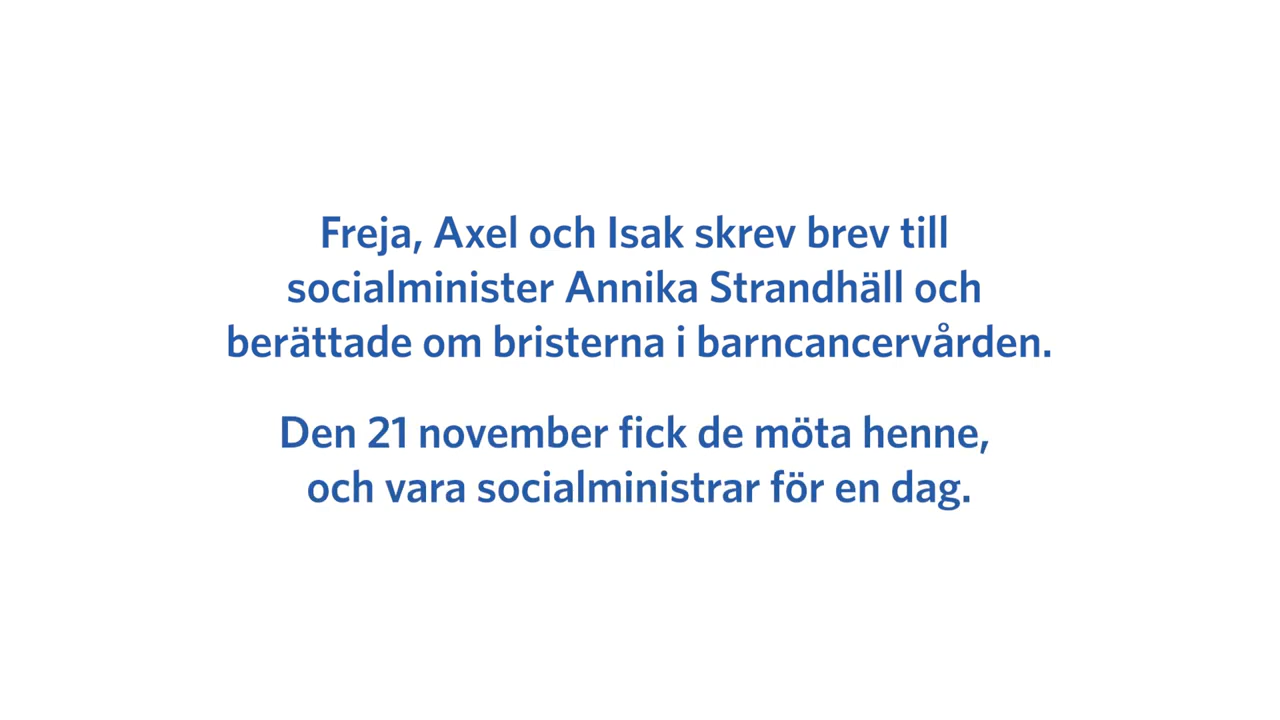 Freja, Axel och Isak skrev brev till
socialminister Annika Strandhäll och
berättade om bristerna i barncancervården.
Den 21 november fick de möta henne,
och vara socialministrar för en dag.